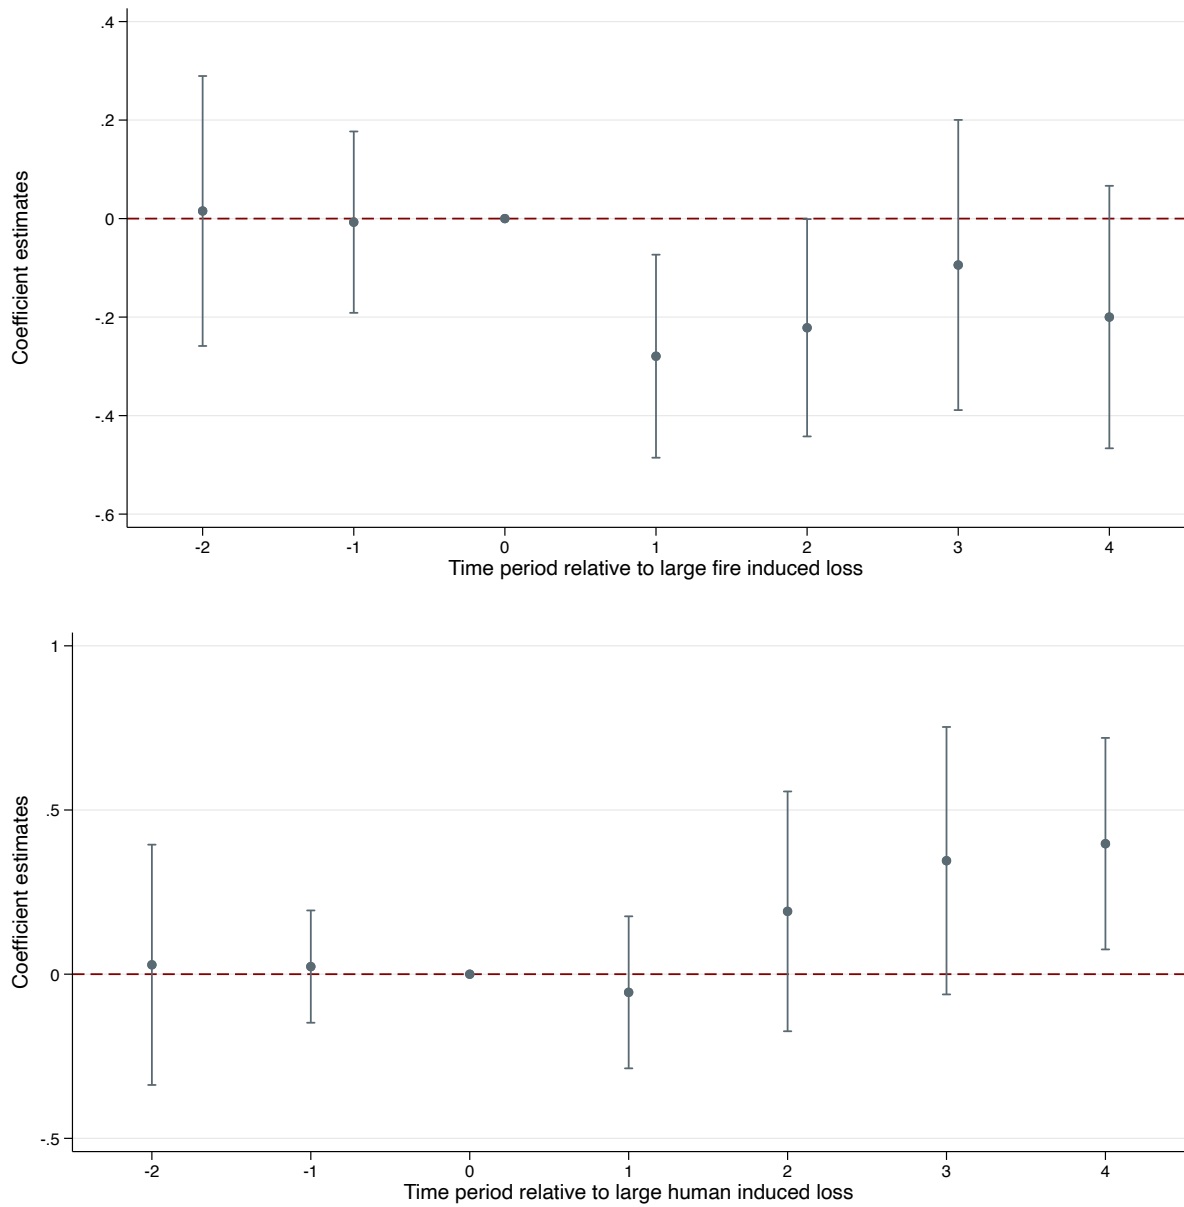 Coefficient estimates
.4
.2
0
-.2
-.4
-.6
-2 -1 0 1 2 3 4
Time period relative to large fire induced loss
Coefficient estimates
1
.5
0
-.5
-2 -1 0 1 2 3 4
Time period relative to large human induced loss